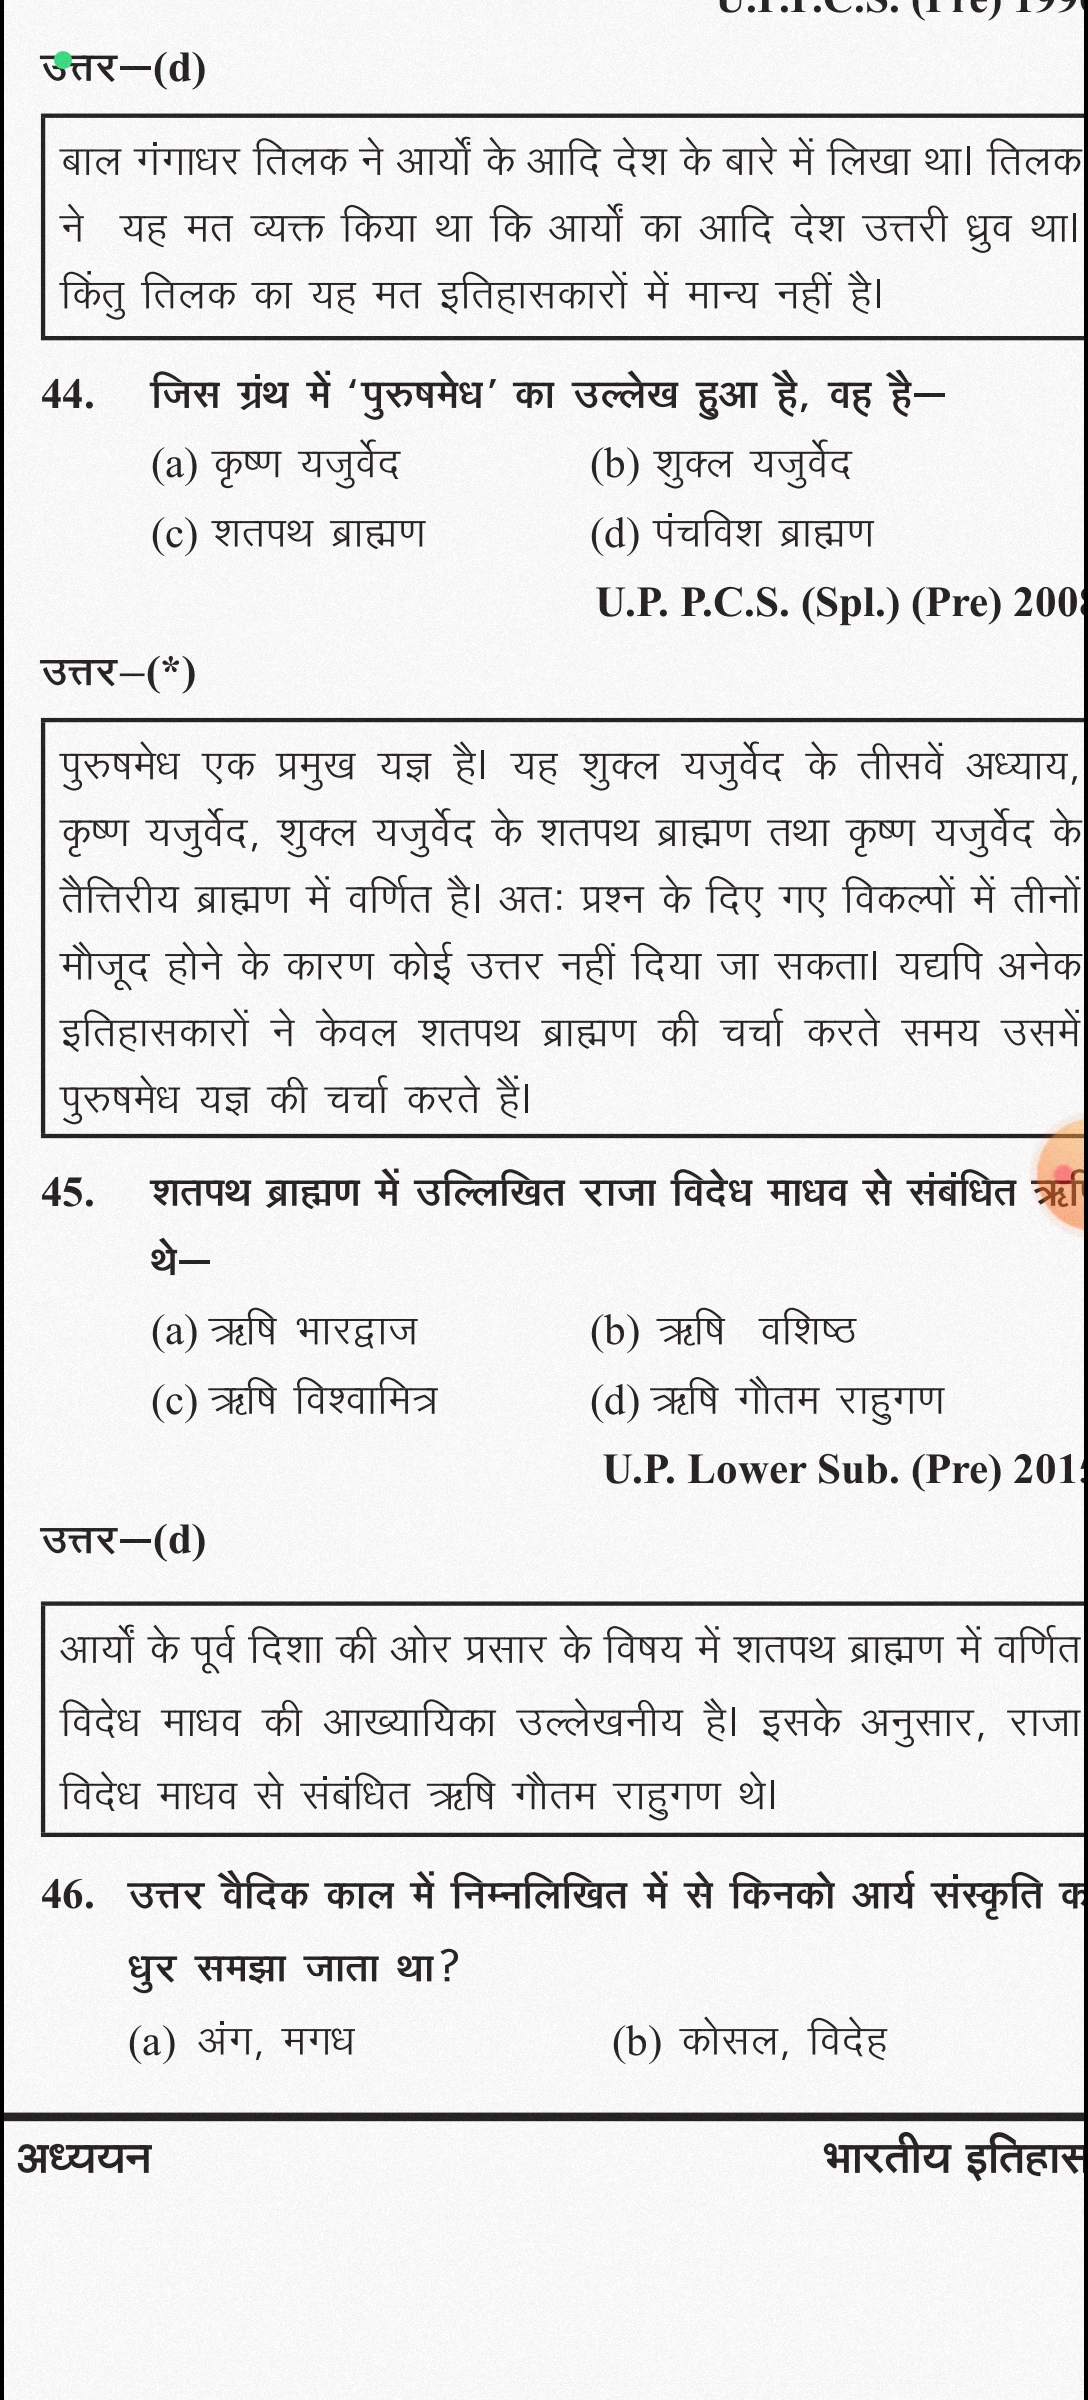 U.P.P.C.S. (Pre)
उत्तर—(d)
बाल गंगाधर तिलक ने आर्यों के आदि देश के बारे में लिखा था। तिलक
ने यह मत व्यक्त किया था कि आर्यों का आदि देश उत्तरी ध्रुव था।
किंतु तिलक का यह मत इतिहासकारों में मान्य नहीं है।
44. जिस ग्रंथ में ‘पुरुषमेध’ का उल्लेख हुआ है, वह है—
(a) कृष्ण यजुर्वेद (b) शुक्ल यजुर्वेद
(c) शतपथ ब्राह्मण (d) पंचविश ब्राह्मण
U.P. P.C.S. (Spl.) (Pre) 2008
उत्तर–(*)
पुरुषमेध एक प्रमुख यज्ञ है। यह शुक्ल यजुर्वेद के तीसवें अध्याय,
कृष्ण यजुर्वेद, शुक्ल यजुर्वेद के शतपथ ब्राह्मण तथा कृष्ण यजुर्वेद के
तैत्तिरीय ब्राह्मण में वर्णित है। अतः प्रश्न के दिए गए विकल्पों में तीनों
मौजूद होने के कारण कोई उत्तर नहीं दिया जा सकता। यद्यपि अनेक
इतिहासकारों ने केवल शतपथ ब्राह्मण की चर्चा करते समय उसमें
पुरुषमेध यज्ञ की चर्चा करते हैं।
45. शतपथ ब्राह्मण में उल्लिखित राजा विदेध माधव से संबंधित
थे—
(a) ऋषि भारद्वाज (b) ऋषि वशिष्ठ
(c) ऋषि विश्वामित्र (d) ऋषि गौतम राहुगण
U.P. Lower Sub. (Pre) 2015
उत्तर—(d)
आर्यों के पूर्व दिशा की ओर प्रसार के विषय में शतपथ ब्राह्मण में वर्णित
विदेध माधव की आख्यायिका उल्लेखनीय है। इसके अनुसार, राजा
विदेध माधव से संबंधित ऋषि गौतम राहुगण थे।
46. उत्तर वैदिक काल में निम्नलिखित में से किनको आर्य संस्कृति
धुर समझा जाता था?
(a) अंग, मगध (b) कोसल, विदेह
अध्ययन भारतीय इतिहास